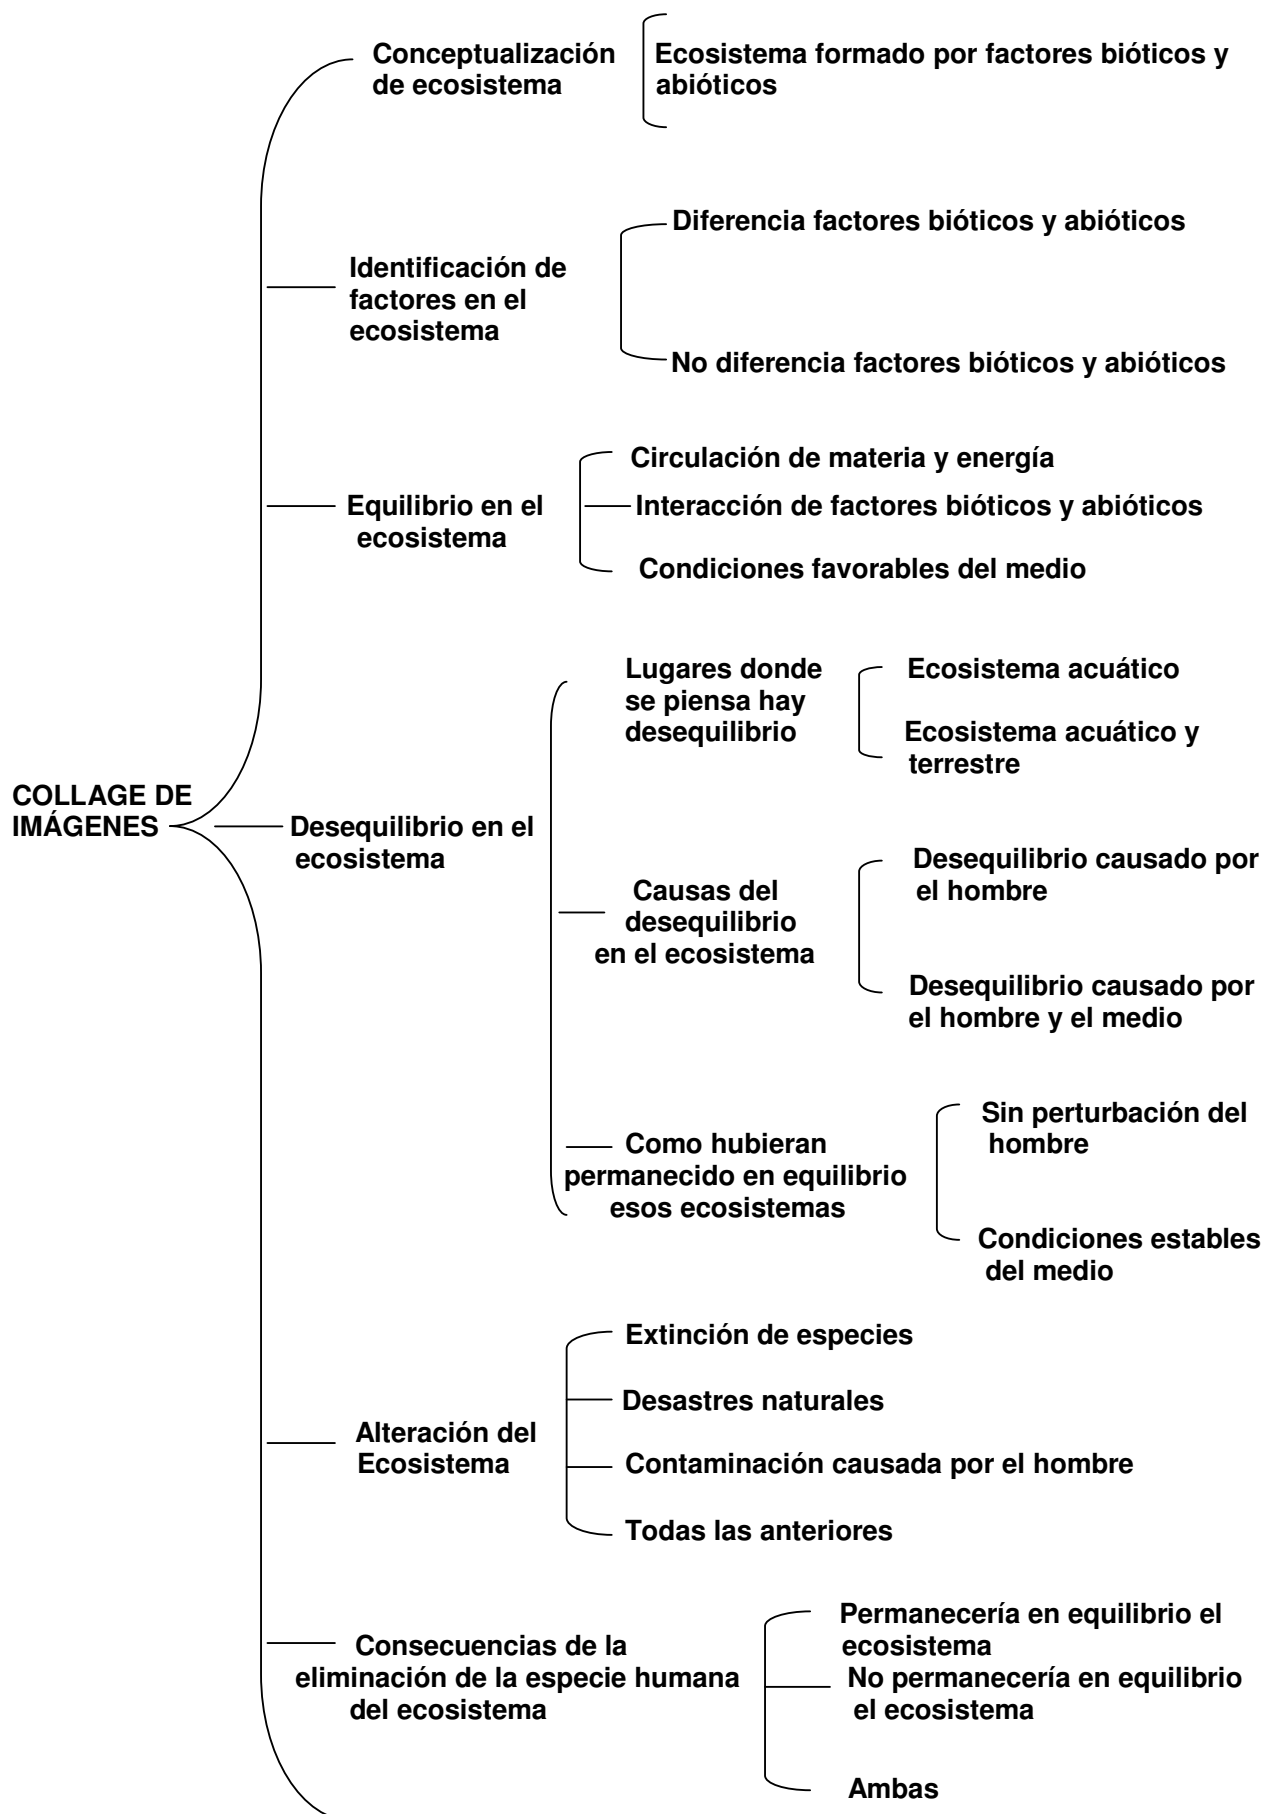 Conceptualización
de ecosistema
Ecosistema formado por factores bióticos y
abióticos
Identificación de
factores en el
ecosistema
Diferencia factores bióticos y abióticos
No diferencia factores bióticos y abióticos
Equilibrio en el
ecosistema
Circulación de materia y energía
Interacción de factores bióticos y abióticos
Condiciones favorables del medio
COLLAGE DE
IMÁGENES
Desequilibrio en el
ecosistema
Lugares donde
se piensa hay
desequilibrio
Ecosistema acuático
Ecosistema acuático y
terrestre
Causas del
desequilibrio
en el ecosistema
Desequilibrio causado por
el hombre
Desequilibrio causado por
el hombre y el medio
Como hubieran
permanecido en equilibrio
esos ecosistemas
Sin perturbación del
hombre
Condiciones estables
del medio
Alteración del
Ecosistema
Extinción de especies
Desastres naturales
Contaminación causada por el hombre
Todas las anteriores
Consecuencias de la
eliminación de la especie humana
del ecosistema
Permanecería en equilibrio el
ecosistema
No permanecería en equilibrio
el ecosistema
Ambas